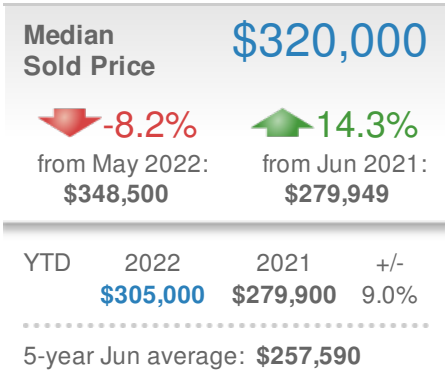 Median $320,000
Sold Price
-8.2% 14.3%
from May 2022: from Jun 2021:
$348,500 $279,949
YTD 2022 2021 +/-
$305,000 $279,900 9.0%
5-year Jun average: $257,590